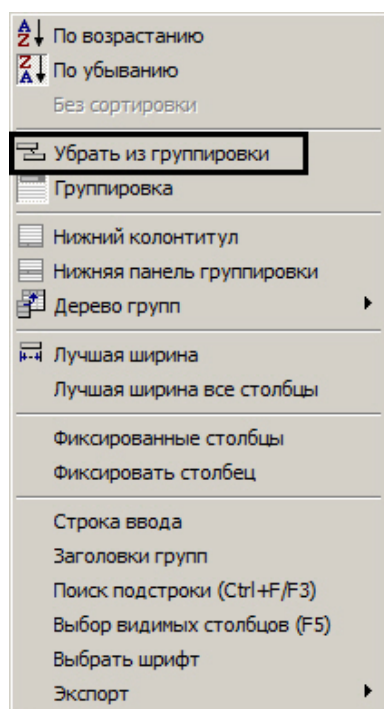 По возрастанию
По убыванию
Без сортировки
Убрать из группировки
Группировка
Нижний колонтитул
Нижняя панель группировки
Дерево групп
Лучшая ширина
Лучшая ширина все столбцы
Фиксированные столбцы
Фиксировать столбец
Строка ввода
Заголовки групп
Поиск подстроки (Ctrl+F/F3)
Выбор видимых столбцов (F5)
Выбрать шрифт
Экспорт